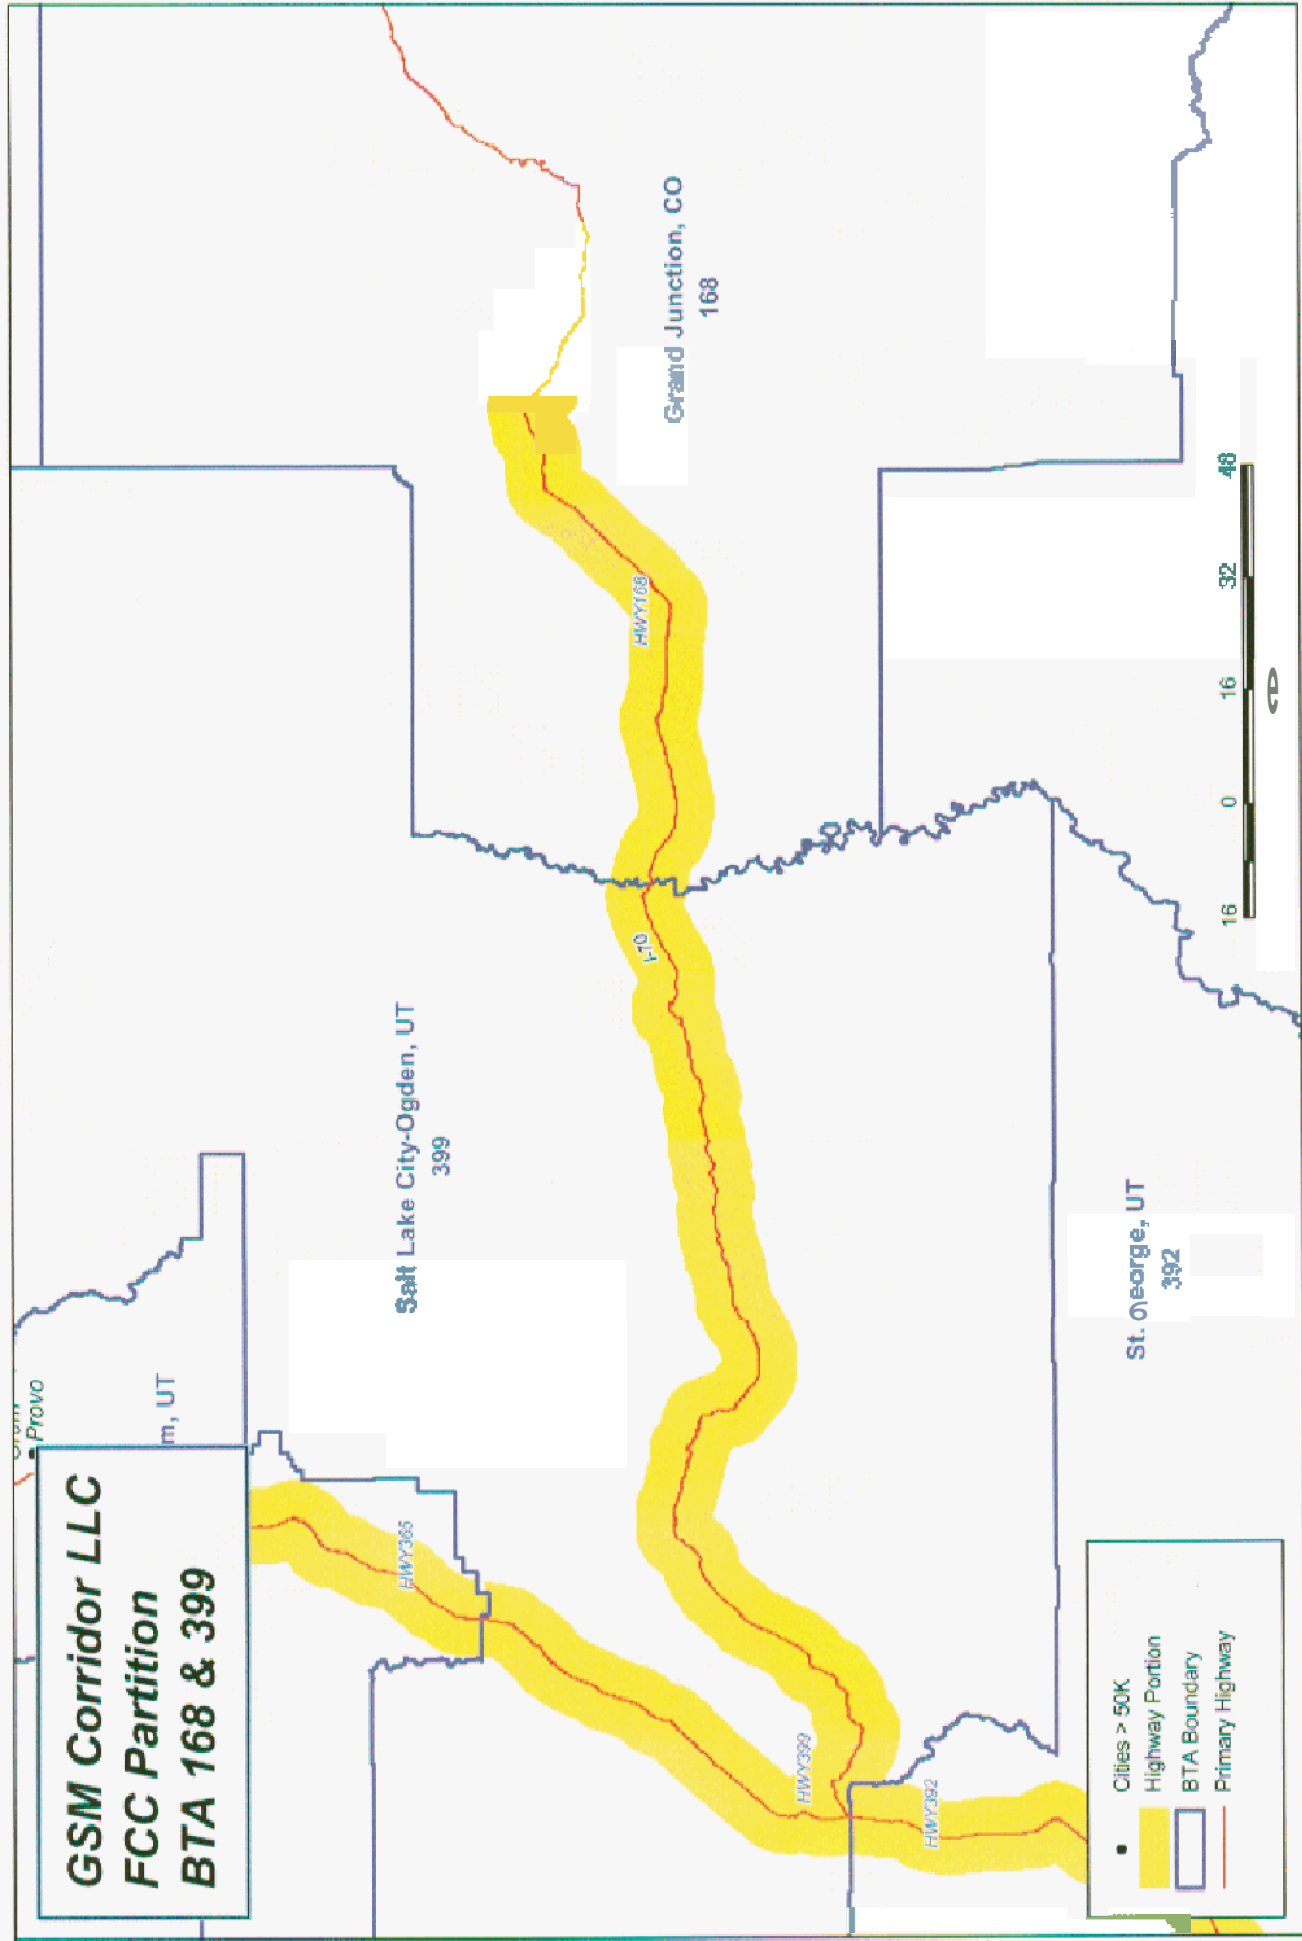 GSM Corridor LLC
FCC Partition
BTA 168 & 399
Provo
m, UT
HWY365
Salt Lake City-Ogden, UT
399
I-70
HWY168
Grand Junction, CO
168
HWY399
HWY392
St. George, UT
392
Cities > 50K
Highway Portion
BTA Boundary
Primary Highway
16 0 16 32 48